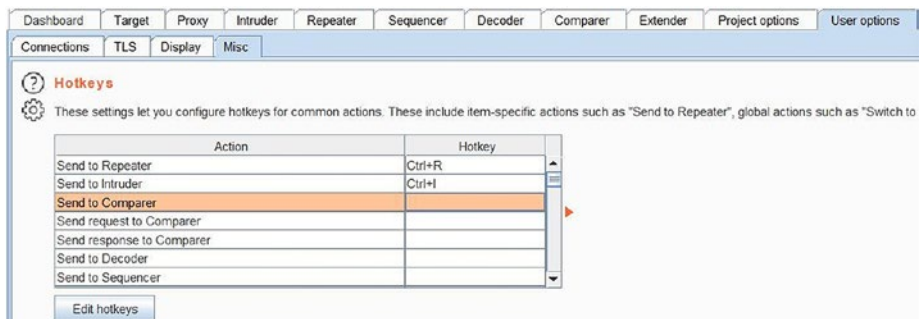 Dashboard Target Proxy Intruder Repeater Sequencer Decoder Comparer Extender Project options User options
Connections TLS Display Misc
Hotkeys
These settings let you configure hotkeys for common actions. These include item-specific actions such as "Send to Repeater", global actions such as "Switch to
Action Hotkey
Send to Repeater Ctrl+R
Send to Intruder Ctrl+I
Send to Comparer
Send request to Comparer
Send response to Comparer
Send to Decoder
Send to Sequencer
Edit hotkeys